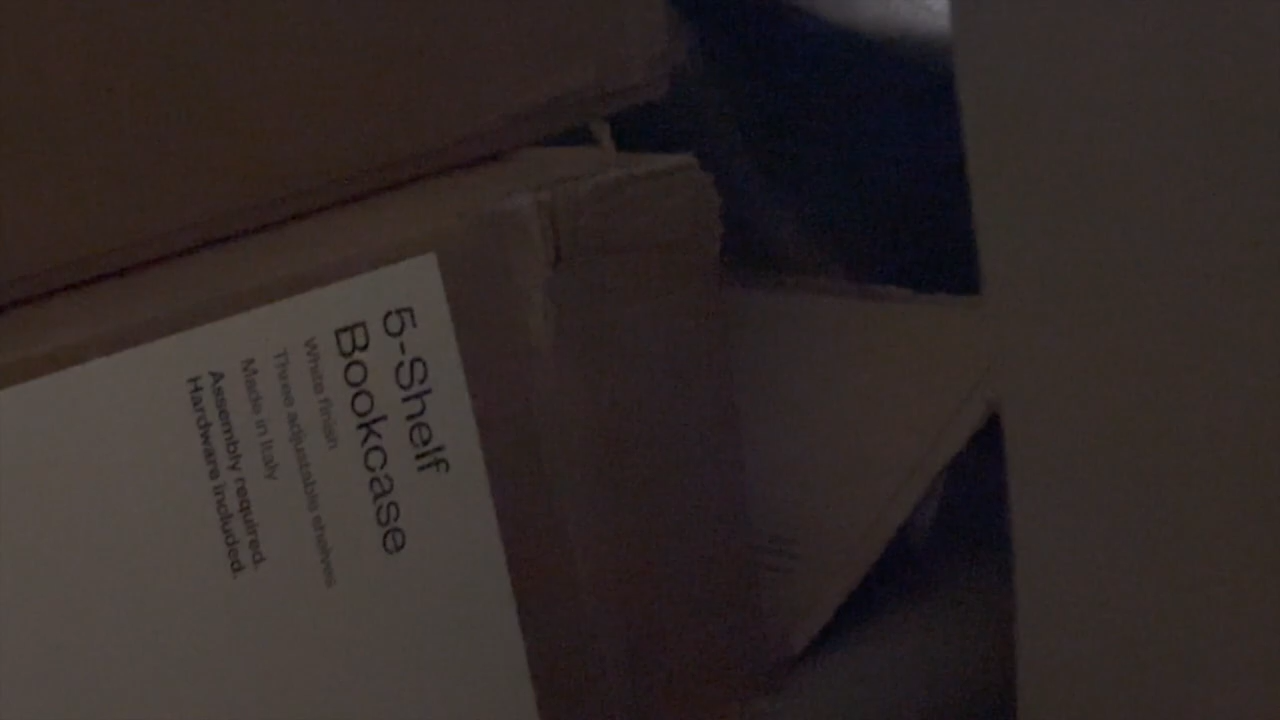 5-Shelf
Bookcase
White finish
Three adjustable shelves
Made in Italy
Assembly required.
Hardware included.